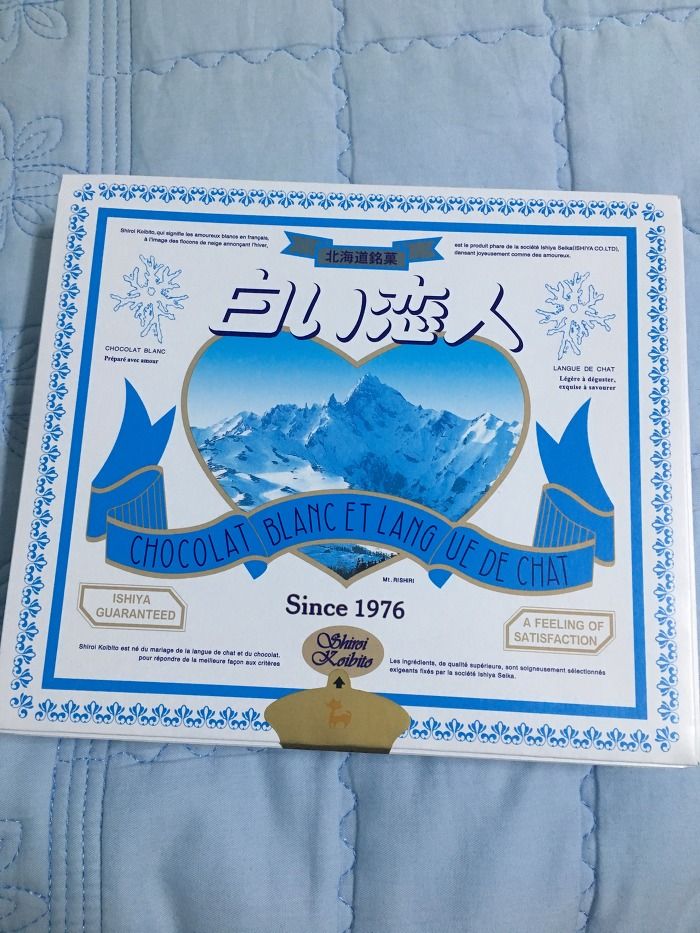 北海道銘菓
Shiroi Koibito, qui signifie les amoureux blancs en français,
à l'image des flocons de neige annonçant l'hiver,
est le produit phare de la société Ishiya Seika(ISHIYA CO.LTD),
dansant joyeusement comme des amoureux.
白い恋人
CHOCOLAT BLANC
Préparé avec amour
LANGUE DE CHAT
Légère à déguster,
exquise à savourer
CHOCOLAT BLANC ET LANGUE DE CHAT
Mt. RISHIRI
ISHIYA
GUARANTEED
Since 1976
A FEELING OF
SATISFACTION
Shiroi
Koibito
Shiroi Koibito est né du mariage de la langue de chat et du chocolat.
pour répondre de la meilleure façon aux critères
Les ingrédients, de qualité supérieure, sont soigneusement sélectionnés
exigeants fixés par la société Ishiya Seika.